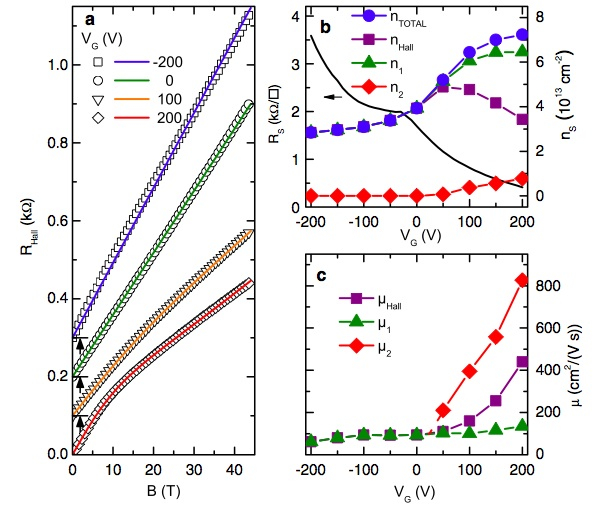 a
V_G (V)
-200
0
100
200
1.0
0.8
0.6
0.4
0.2
0.0
R_Hall (kΩ)
0 10 20 30 40
B (T)
b
n_TOTAL
n_Hall
n_1
n_2
4
3
2
1
0
R_S (kΩ/□)
8
6
4
2
0
n_S (10^13 cm^-2)
-200 -100 0 100 200
V_G (V)
c
μ_Hall
μ_1
μ_2
800
600
400
200
0
μ (cm^2/(V s))
-200 -100 0 100 200
V_G (V)